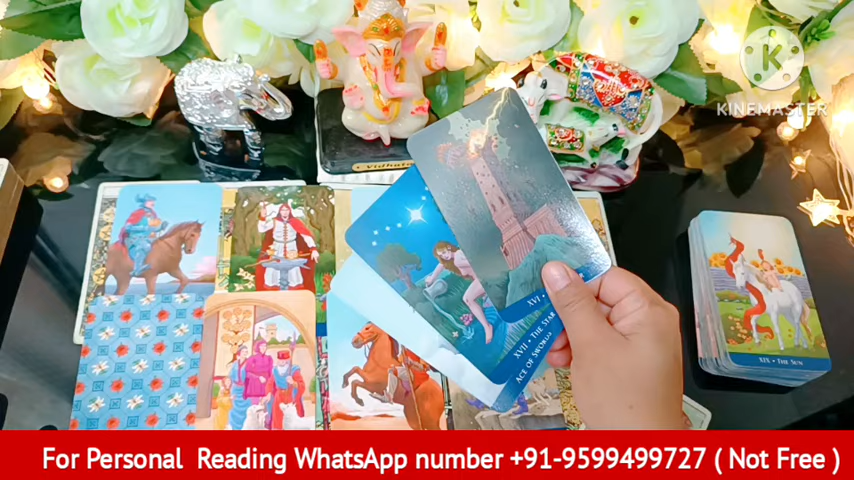 K
KINEMASTER
Vidhata
XVI •
XVII • THE STAR
ACE OF SWORDS
XIX • THE SUN
For Personal Reading WhatsApp number +91-9599499727 ( Not Free )